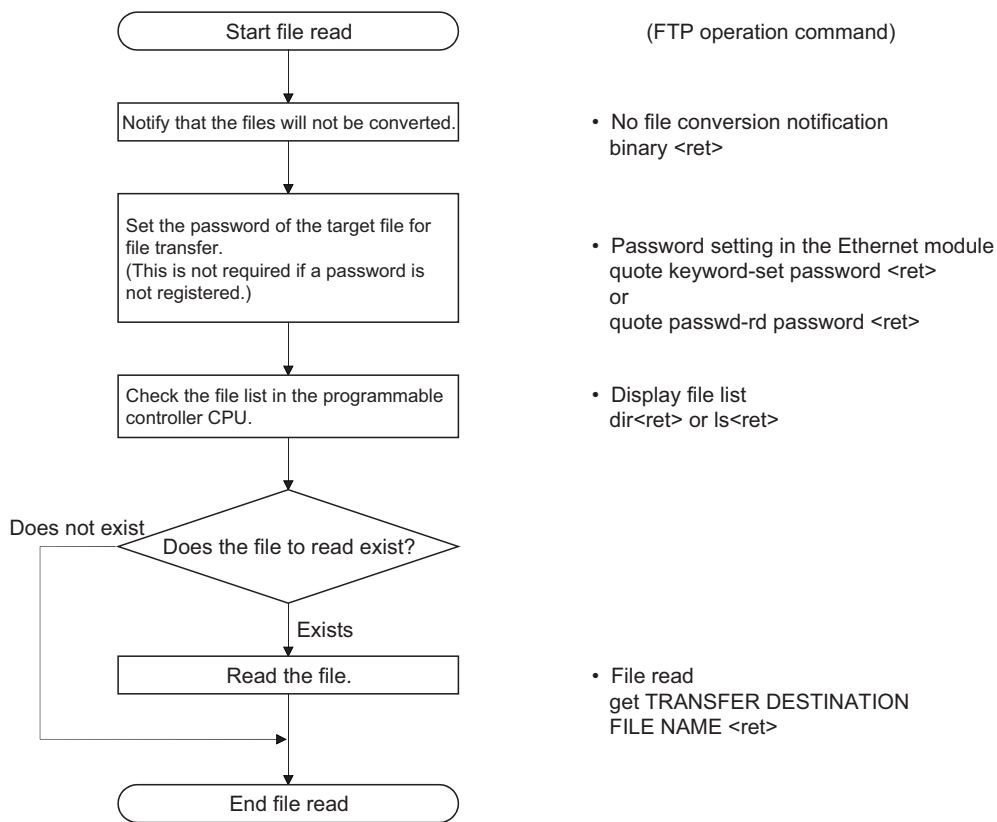 Start file read
(FTP operation command)
Notify that the files will not be converted.
• No file conversion notification
binary <ret>
Set the password of the target file for
file transfer.
(This is not required if a password is
not registered.)
• Password setting in the Ethernet module
quote keyword-set password <ret>
or
quote passwd-rd password <ret>
Check the file list in the programmable
controller CPU.
• Display file list
dir<ret> or ls<ret>
Does not exist
Does the file to read exist?
Exists
Read the file.
• File read
get TRANSFER DESTINATION
FILE NAME <ret>
End file read